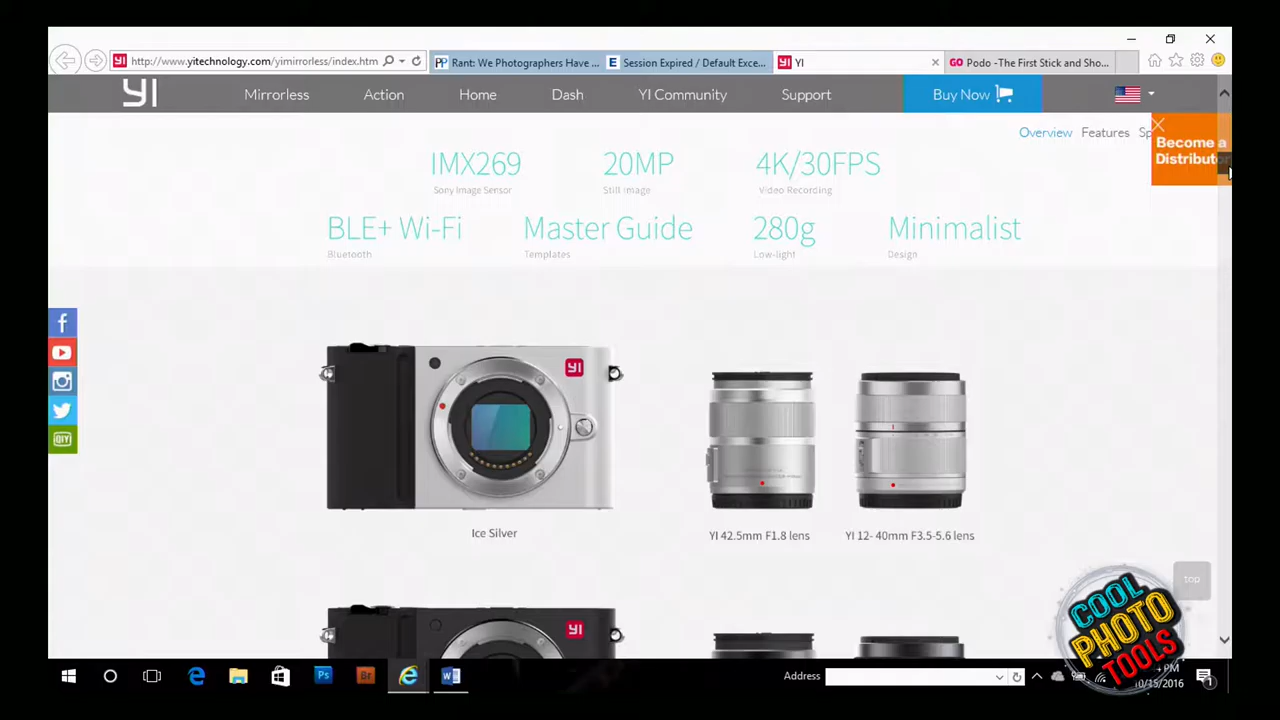 http://www.yitechnology.com/yimirrorless/index.htm
Rant: We Photographers Have ...
Session Expired / Default Exce...
YI
Podo -The First Stick and Sho...
YI
Mirrorless
Action
Home
Dash
YI Community
Support
Buy Now
Overview
Features
Sp
Become a
Distributor
IMX269
20MP
4K/30FPS
Sony Image Sensor
Still Image
Video Recording
BLE+ Wi-Fi
Master Guide
280g
Minimalist
Bluetooth
Templates
Low-light
Design
YI
Ice Silver
YI 42.5mm F1.8 lens
YI 12- 40mm F3.5-5.6 lens
YI
top
COOL
PHOTO
TOOLS
Address
PM
10/15/2016